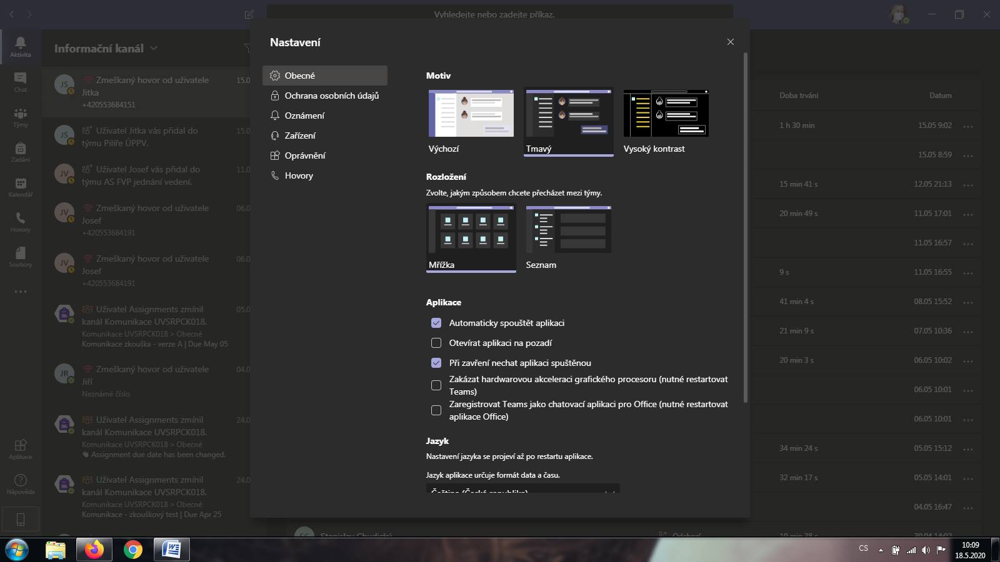 Vyhledejte nebo zadejte příkaz.
Aktivita
Chat
Týmy
Zadání
Kalendář
Hovory
Soubory
Aplikace
Nápověda
Informační kanál
JS
Zmeškaný hovor od uživatele
15.0
Jitka
+420553684151
JS
Uživatel Jitka vás přidal do
15.0
týmu Pilíře ÚPPV.
JV
Uživatel Josef vás přidal do
11.0
týmu AS FVP jednání vedení.
JV
Zmeškaný hovor od uživatele
06.0
Josef
+420553684191
JV
Zmeškaný hovor od uživatele
06.0
Josef
+420553684191
Uživatel Assignments zmínil
05.0
kanál Komunikace UVSRPCK018.
Komunikace UVSRPCK018 > Obecné
Komunikace zkouška - verze A | Due May 05
JR
Zmeškaný hovor od uživatele
04.0
Jiří
Neznámé číslo
Uživatel Assignments zmínil
24.0
kanál Komunikace UVSRPCK018.
Komunikace UVSRPCK018 > Obecné
Assignment due date has been changed.
Uživatel Assignments zmínil
24.0
kanál Komunikace UVSRPCK018.
Komunikace UVSRPCK018 > Obecné
Komunikace - zkouškový test | Due Apr 25
Nastavení
Obecné
Ochrana osobních údajů
Oznámení
Zařízení
Oprávnění
Hovory
Motiv
Výchozí
Tmavý
Vysoký kontrast
Rozložení
Zvolte, jakým způsobem chcete přecházet mezi týmy.
Mřížka
Seznam
Aplikace
Automaticky spouštět aplikaci
Otevírat aplikaci na pozadí
Při zavření nechat aplikaci spuštěnou
Zakázat hardwarovou akceleraci grafického procesoru (nutné restartovat
Teams)
Zaregistrovat Teams jako chatovací aplikaci pro Office (nutné restartovat
aplikace Office)
Jazyk
Nastavení jazyka se projeví až po restartu aplikace.
Jazyk aplikace určuje formát data a času.
Čeština (Česká republika)
Doba trvání
Datum
1 h 30 min
15.05 9:02
15.05 8:59
15 min 41 s
12.05 21:13
20 min 49 s
11.05 17:01
11.05 16:57
9 s
11.05 16:55
41 min 4 s
08.05 15:52
21 min 9 s
07.05 10:36
20 min 3 s
06.05 10:02
06.05 10:01
06.05 10:01
34 min 24 s
05.05 15:12
32 min 17 s
05.05 14:01
04.05 16:47
SC
Stanislav Chudický
Odchozí
10 min 38 s
30.04 14:02
CS
10:09
18.5.2020